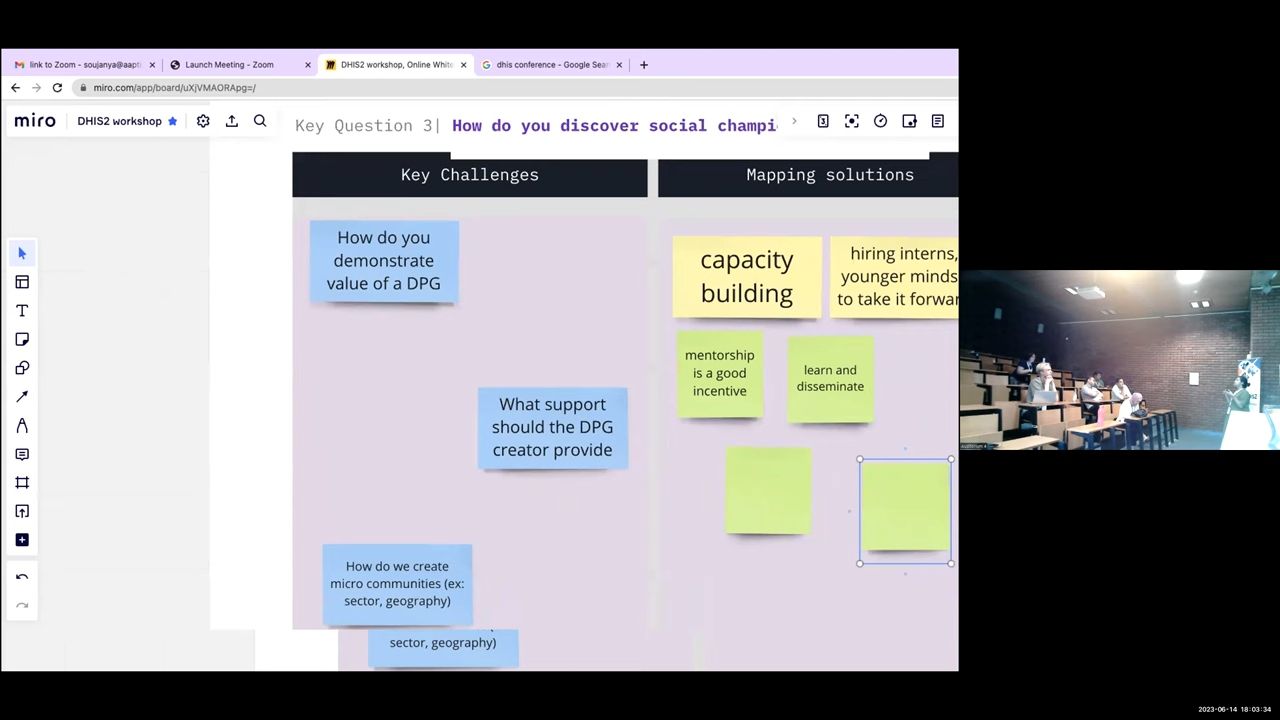 link to Zoom - soujanya@aapti
Launch Meeting - Zoom
DHIS2 workshop, Online White
dhis conference - Google Sear
miro.com/app/board/uXjVMAORApg=/
miro
DHIS2 workshop
Key Question 3| How do you discover social champi
Key Challenges
Mapping solutions
How do you
demonstrate
value of a DPG
What support
should the DPG
creator provide
How do we create
micro communities (ex:
sector, geography)
sector, geography)
capacity
building
hiring interns,
younger minds
to take it forwar
mentorship
is a good
incentive
learn and
disseminate
2023-06-14 18:03:34